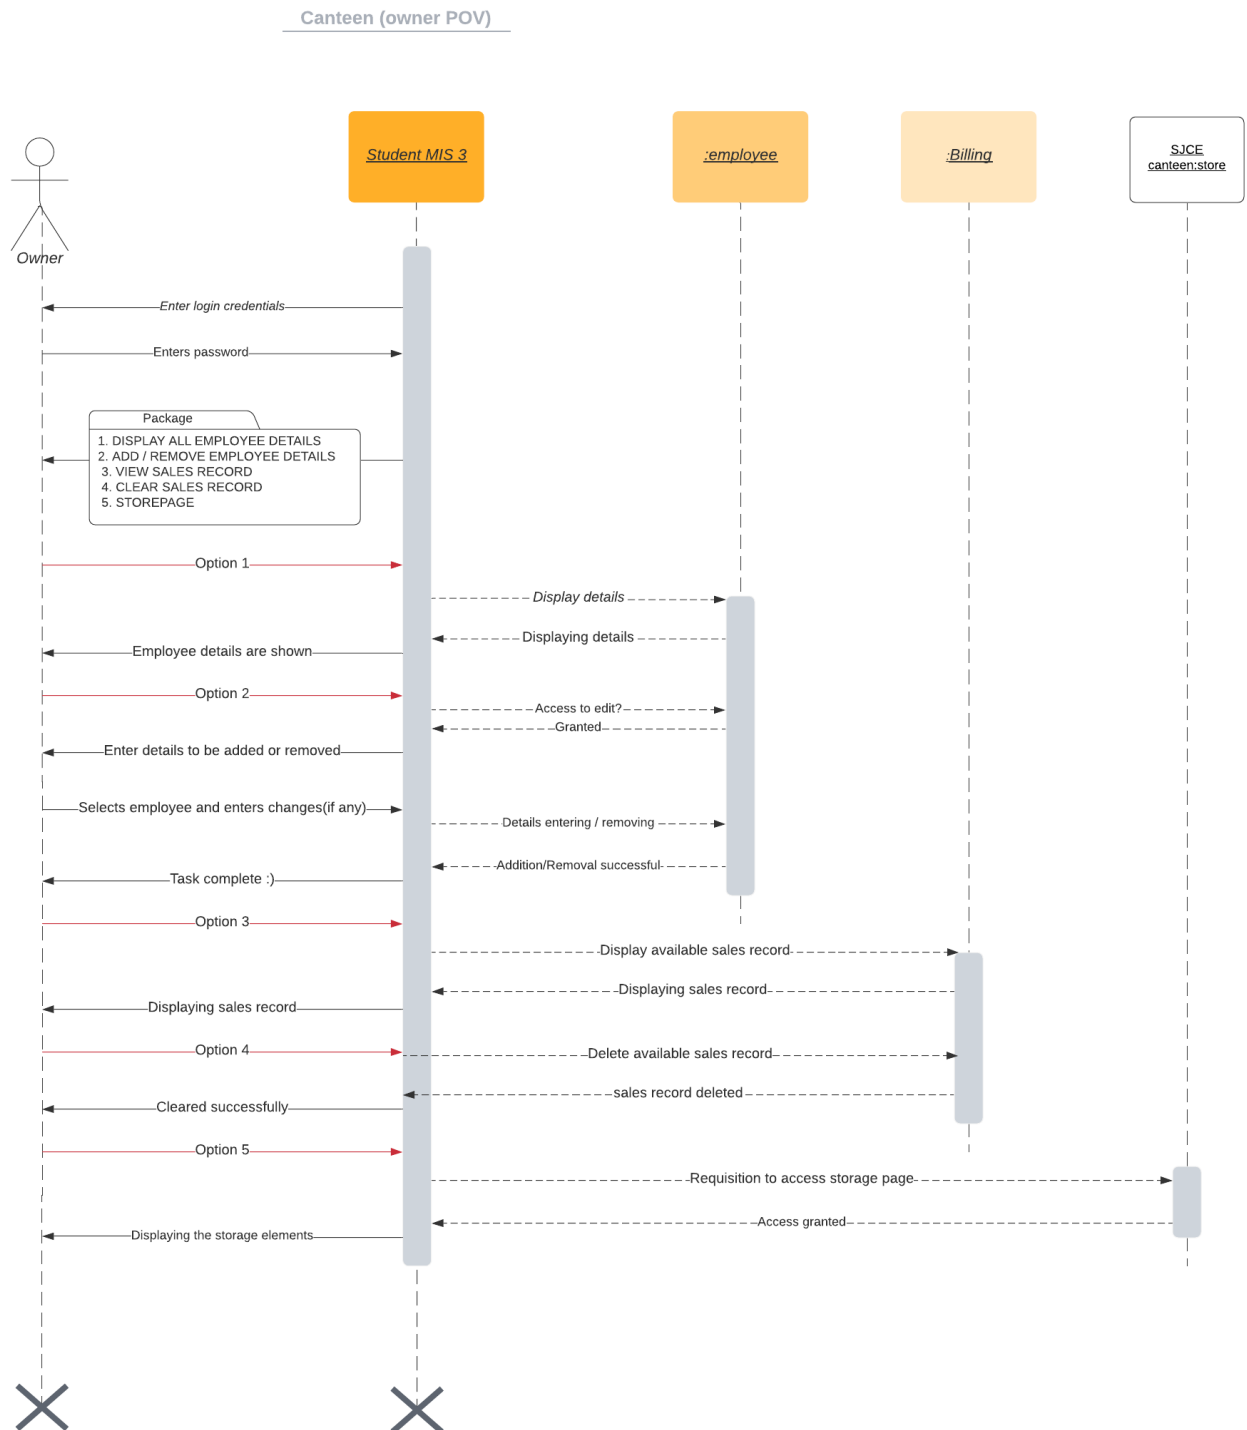 Canteen (owner POV)
Student MIS 3
:employee
:Billing
SJCE
canteen:store
Owner
Enter login credentials
Enters password
Package
1. DISPLAY ALL EMPLOYEE DETAILS
2. ADD / REMOVE EMPLOYEE DETAILS
3. VIEW SALES RECORD
4. CLEAR SALES RECORD
5. STOREPAGE
Option 1
Display details
Displaying details
Employee details are shown
Option 2
Access to edit?
Granted
Enter details to be added or removed
Selects employee and enters changes(if any)
Details entering / removing
Addition/Removal successful
Task complete :)
Option 3
Display available sales record
Displaying sales record
Displaying sales record
Option 4
Delete available sales record
sales record deleted
Cleared successfully
Option 5
Requisition to access storage page
Access granted
Displaying the storage elements